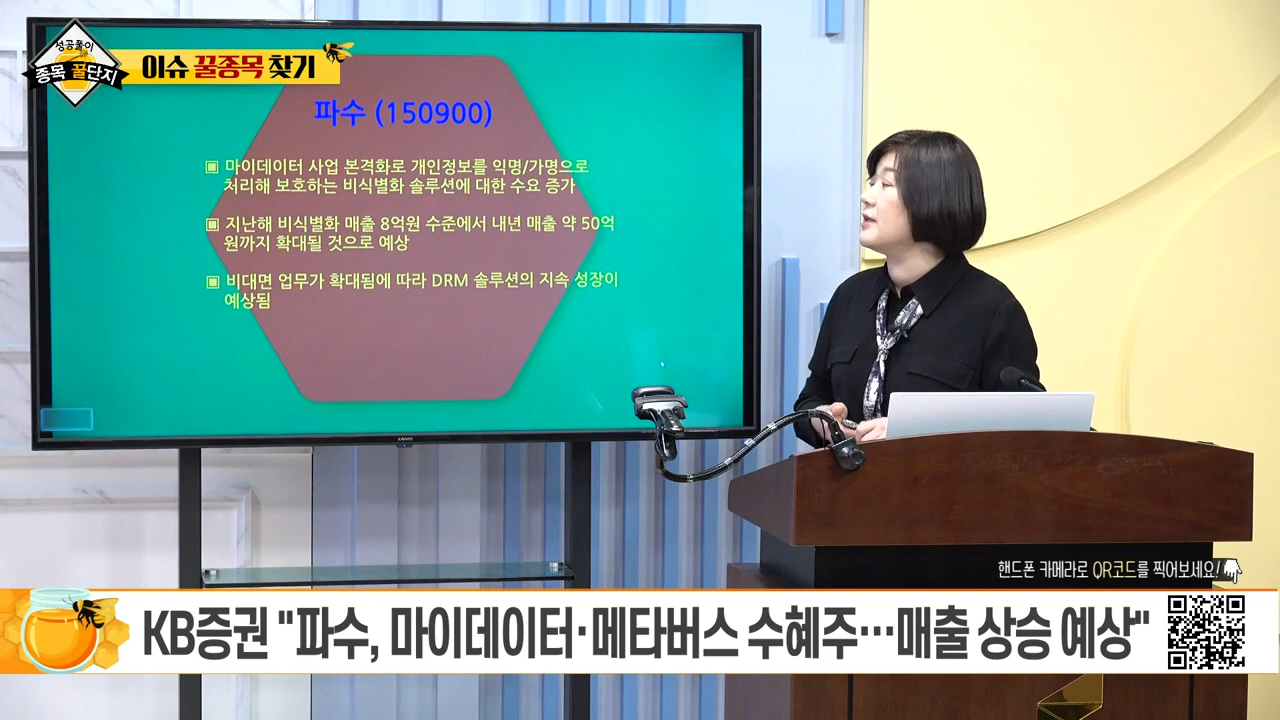 성공풀이
종목 꿀단지
이슈 꿀종목 찾기
파수 (150900)
▣ 마이데이터 사업 본격화로 개인정보를 익명/가명으로
처리해 보호하는 비식별화 솔루션에 대한 수요 증가
▣ 지난해 비식별화 매출 8억원 수준에서 내년 매출 약 50억
원까지 확대될 것으로 예상
▣ 비대면 업무가 확대됨에 따라 DRM 솔루션의 지속 성장이
예상됨
핸드폰 카메라로 QR코드를 찍어보세요!
KB증권 "파수, 마이데이터·메타버스 수혜주…매출 상승 예상"